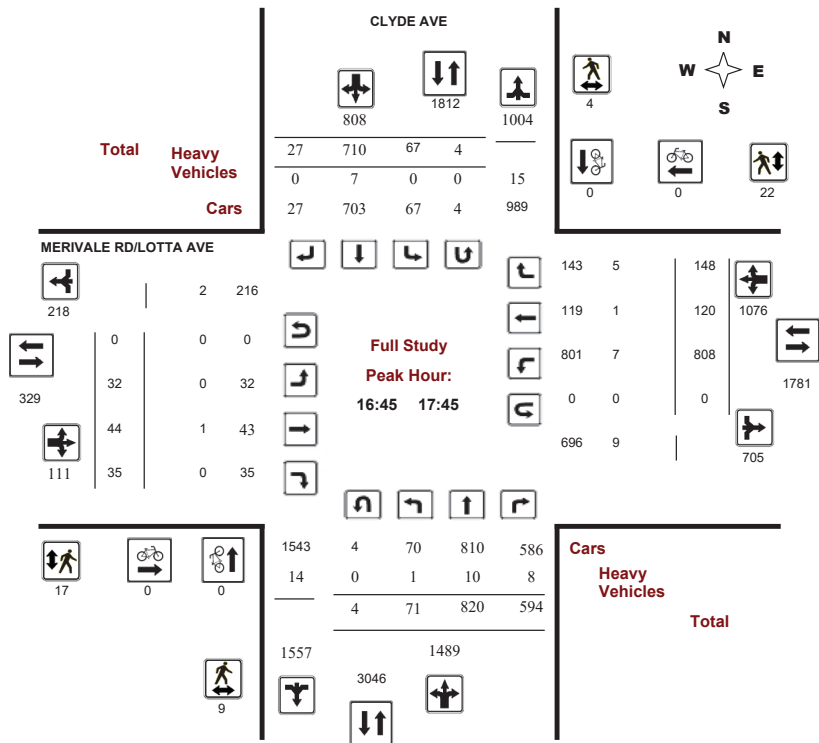 CLYDE AVE
N
W E
S
808
1812
1004
4
Total Heavy Vehicles
Cars
27 710 67 4
0 7 0 0 15
27 703 67 4 989
0 0 22
MERIVALE RD/LOTTA AVE
218
2 216
329
0 0 0
32 0 32
44 1 43
111
35 0 35
Full Study
Peak Hour:
16:45 17:45
143 5 148
119 1 120
1076
801 7 808
1781
0 0 0
696 9
705
1543 4 70 810 586
14 0 1 10 8
4 71 820 594
Cars
Heavy
Vehicles
Total
17 0 0
1557
1489
3046
9